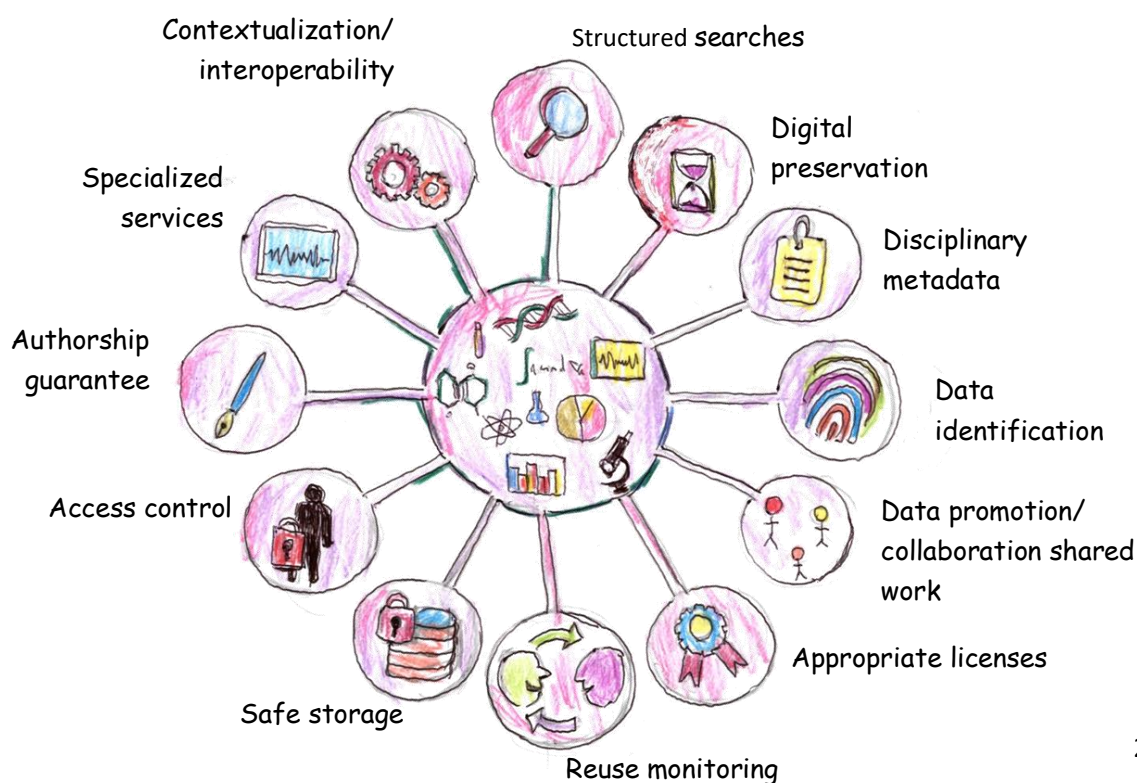 Contextualization/
interoperability
Structured searches
Digital
preservation
Specialized
services
Disciplinary
metadata
Authorship
guarantee
Data
identification
Access control
Data promotion/
collaboration shared
work
Appropriate licenses
Safe storage
Reuse monitoring